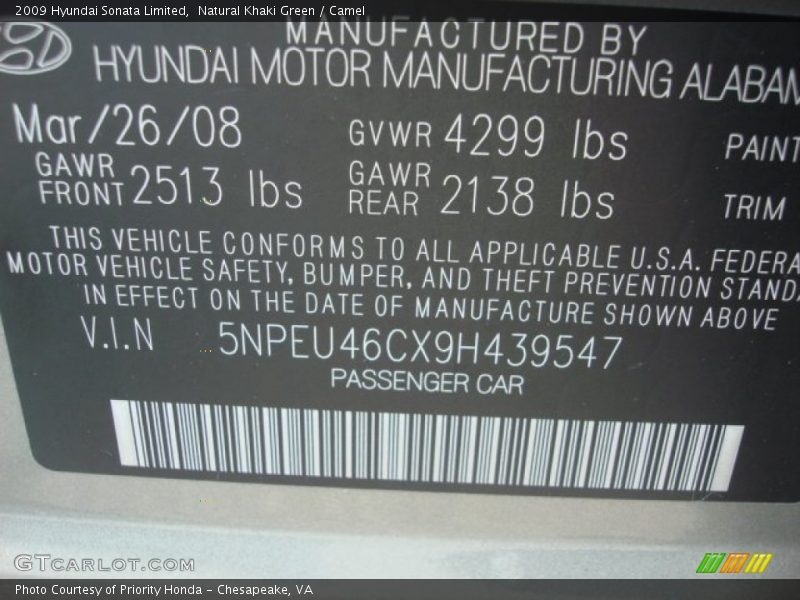 2009 Hyundai Sonata Limited,  Natural Khaki Green / Camel
MANUFACTURED BY
HYUNDAI MOTOR MANUFACTURING ALABAM
Mar/26/08 GVWR 4299 lbs PAINT
GAWR FRONT 2513 lbs GAWR REAR 2138 lbs TRIM
THIS VEHICLE CONFORMS TO ALL APPLICABLE U.S.A. FEDERA
MOTOR VEHICLE SAFETY, BUMPER, AND THEFT PREVENTION STAND
IN EFFECT ON THE DATE OF MANUFACTURE SHOWN ABOVE
V.I.N 5NPEU46CX9H439547
PASSENGER CAR
GTCARLOT.COM
Photo Courtesy of Priority Honda - Chesapeake, VA